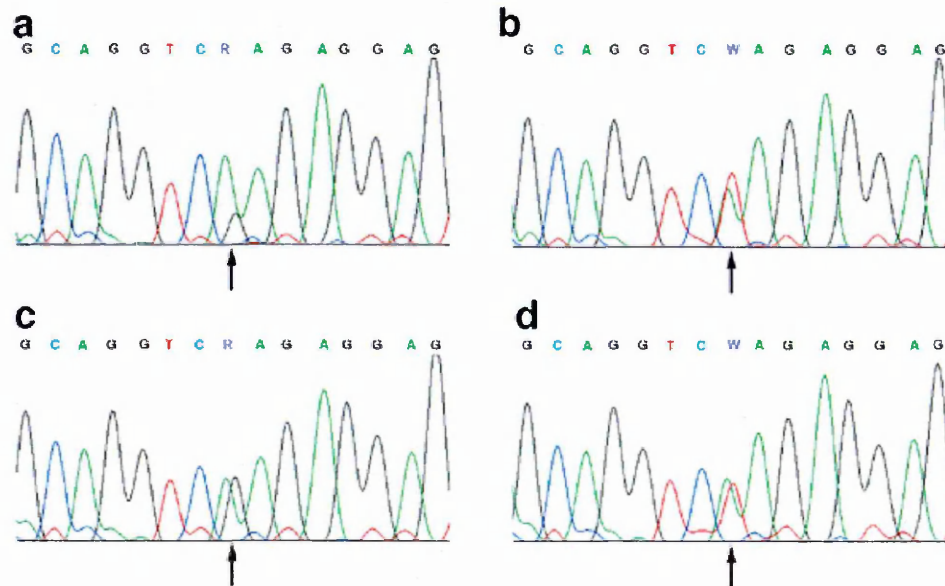 a
G C A G G T C R A G A G G A G
b
G C A G G T C W A G A G G A G
c
G C A G G T C R A G A G G A G
d
G C A G G T C W A G A G G A G